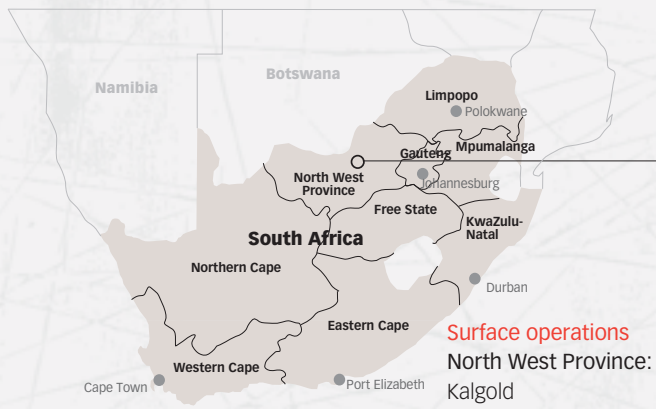 Namibia
Botswana
Limpopo
Polokwane
Gauteng
Mpumalanga
Johannesburg
North West
Province
Free State
KwaZulu-
Natal
South Africa
Northern Cape
Durban
Eastern Cape
Western Cape
Cape Town
Port Elizabeth
Surface operations
North West Province:
Kalgold